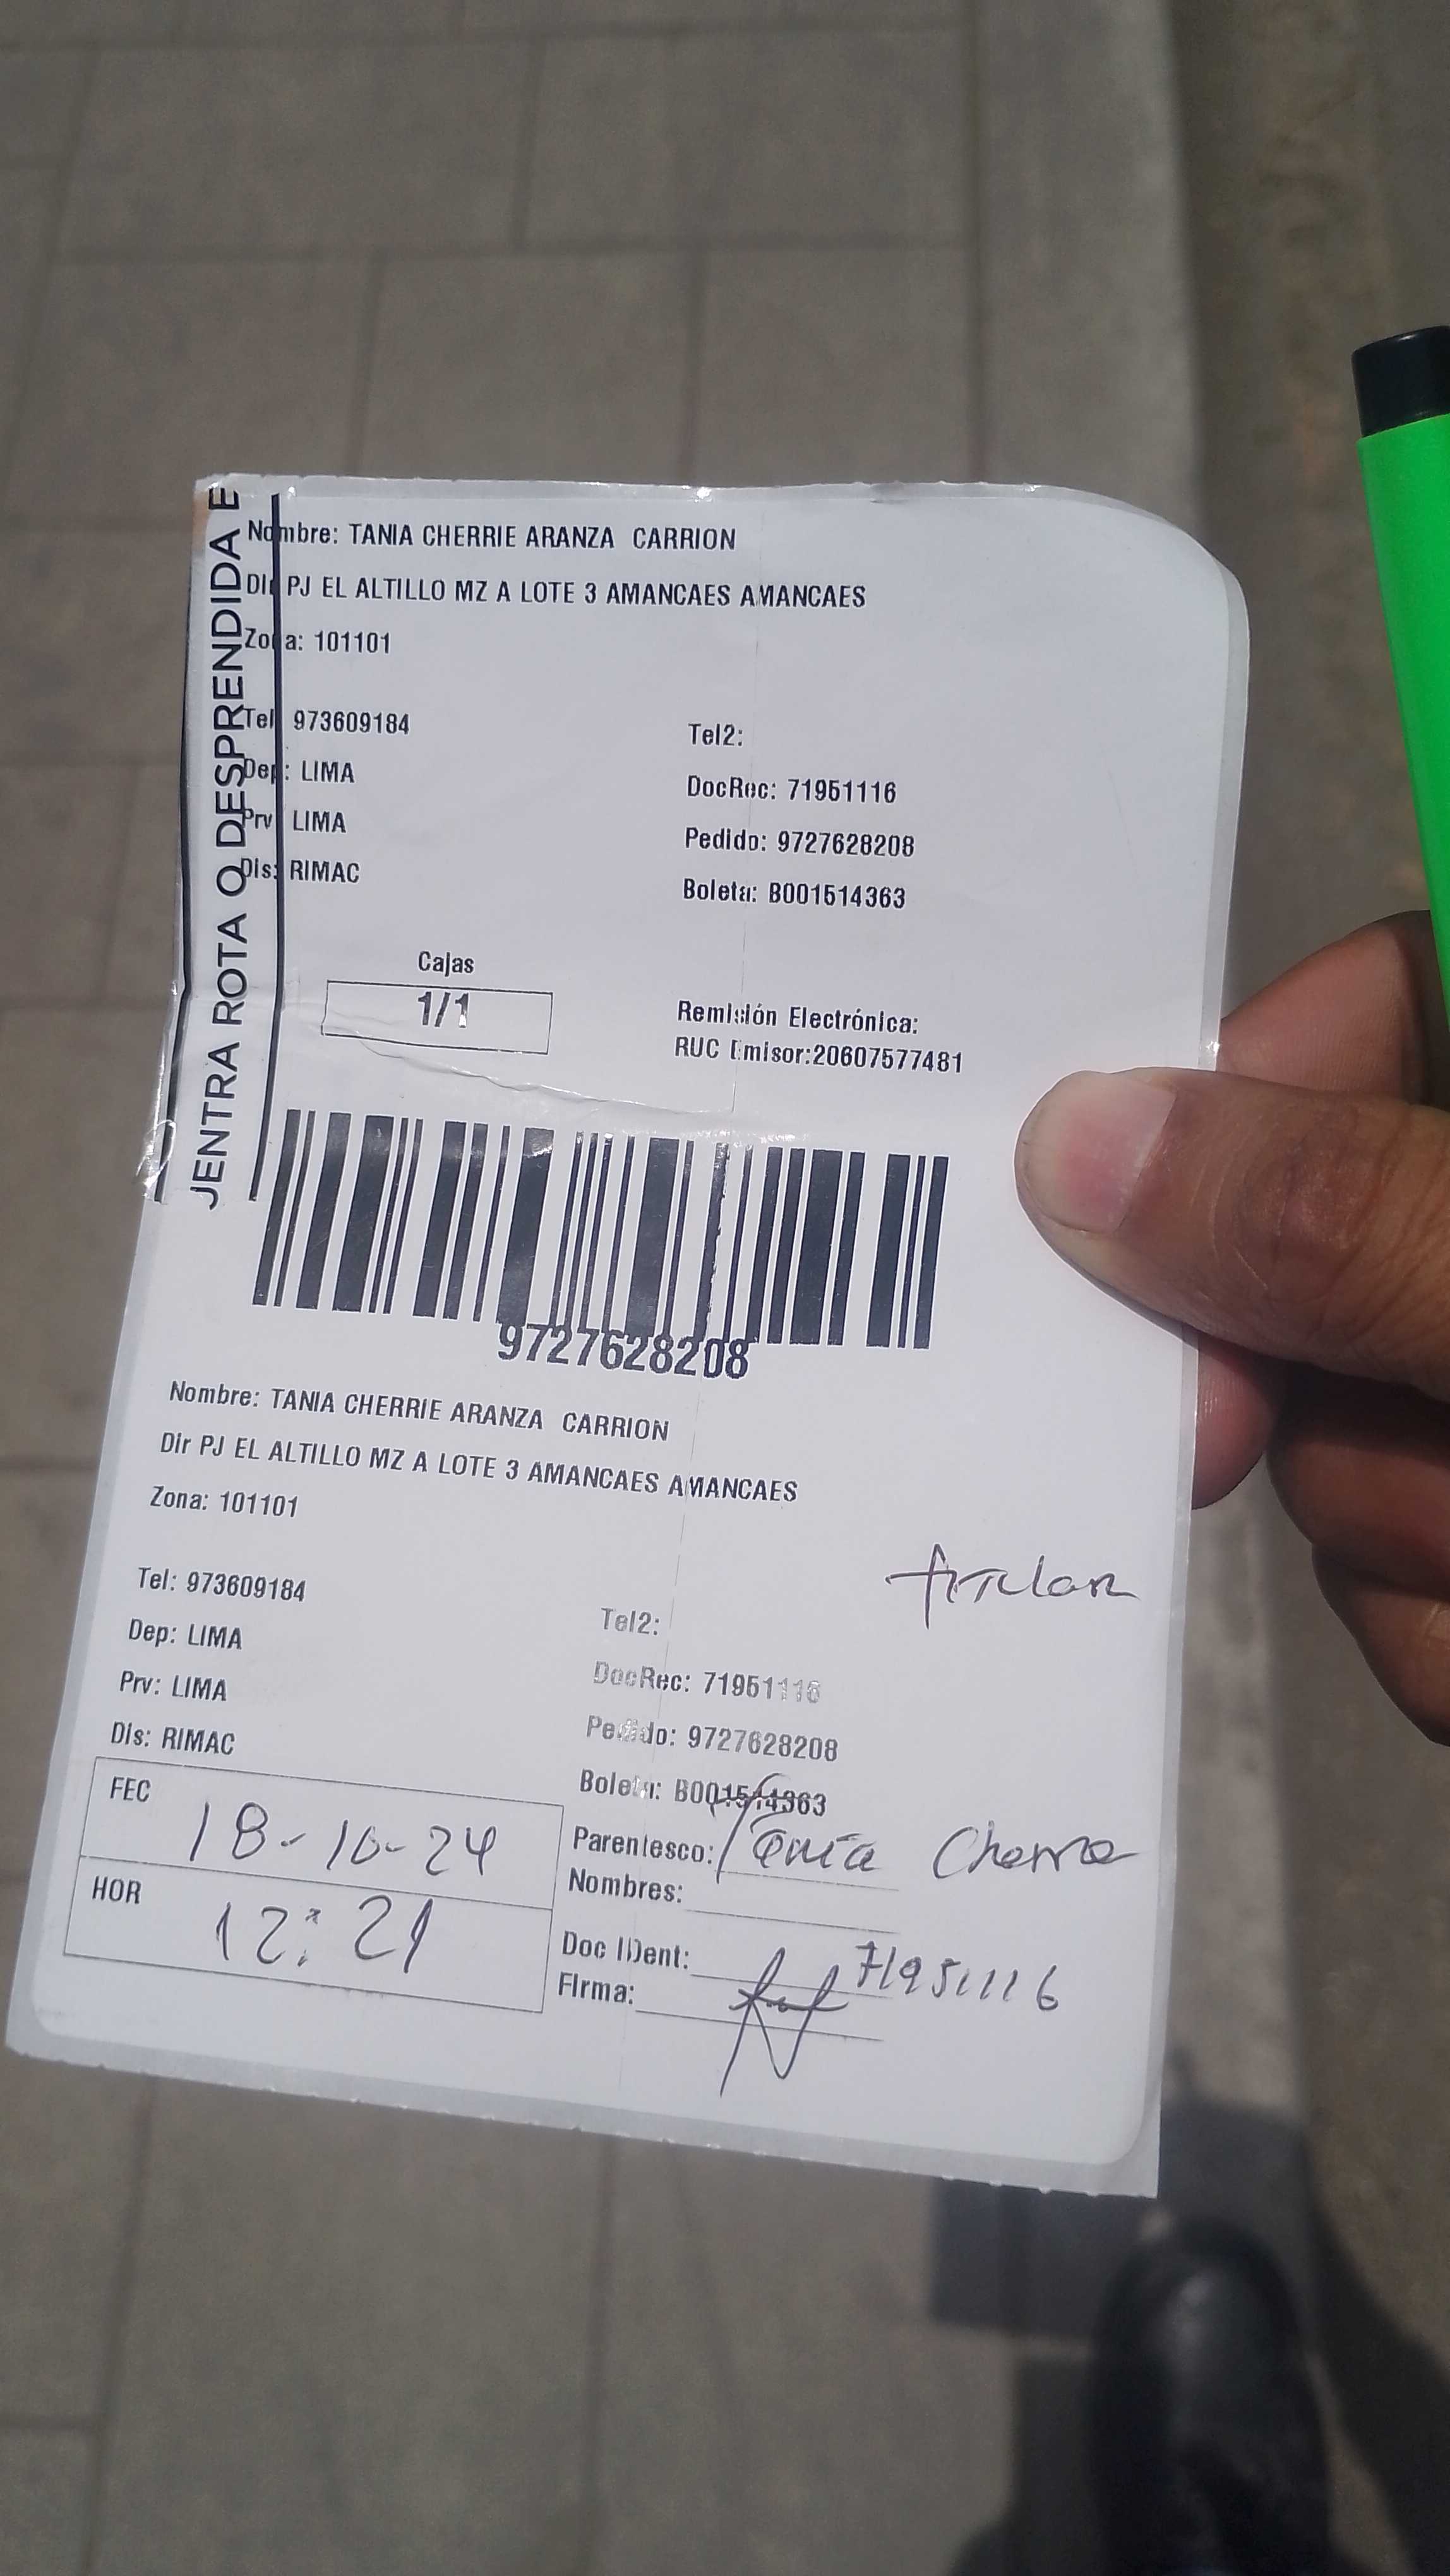 JENTRA ROTA O DESPRENDIDA E
Nombre: TANIA CHERRIE ARANZA CARRION
Dir PJ EL ALTILLO MZ A LOTE 3 AMANCAES AMANCAES
Zona: 101101
Tel: 973609184
Tel2:
Dep: LIMA
DocRec: 71951116
Prv: LIMA
Pedido: 9727628208
Dis: RIMAC
Boleta: B001514363
Cajas
1/1
Remisión Electrónica:
RUC Emisor:20607577481
9727628208
Nombre: TANIA CHERRIE ARANZA CARRION
Dir PJ EL ALTILLO MZ A LOTE 3 AMANCAES AMANCAES
Zona: 101101
Tel: 973609184
Tel2:
Dep: LIMA
DocRec: 71951116
Prv: LIMA
Pedido: 9727628208
Dis: RIMAC
Boleta: B001514363
FEC 18-10-24
Parentesco: Tania
Nombres:
HOR 12:21
Doc IDent: 71951116
Firma: